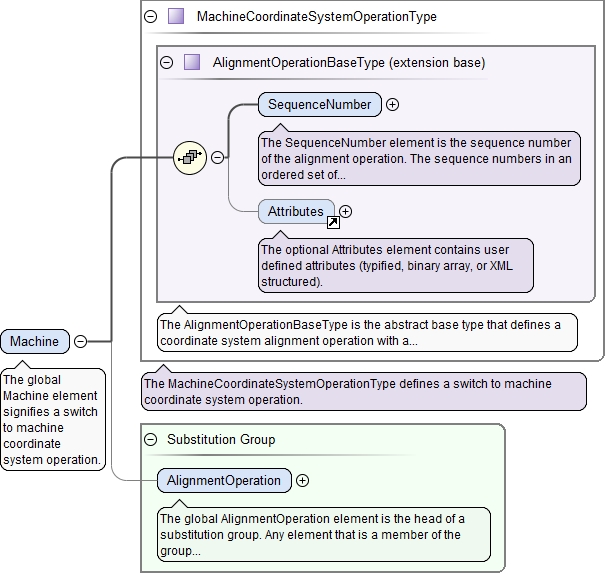 MachineCoordinateSystemOperationType
AlignmentOperationBaseType (extension base)
SequenceNumber
The SequenceNumber element is the sequence number
of the alignment operation. The sequence numbers in an
ordered set of...
Attributes
The optional Attributes element contains user
defined attributes (typified, binary array, or XML
structured).
The AlignmentOperationBaseType is the abstract base type that defines a
coordinate system alignment operation with a...
Machine
The global
Machine element
signifies a switch
to machine
coordinate
system operation.
The MachineCoordinateSystemOperationType defines a switch to machine
coordinate system operation.
Substitution Group
AlignmentOperation
The global AlignmentOperation element is the head of a
substitution group. Any element that is a member of the
group...